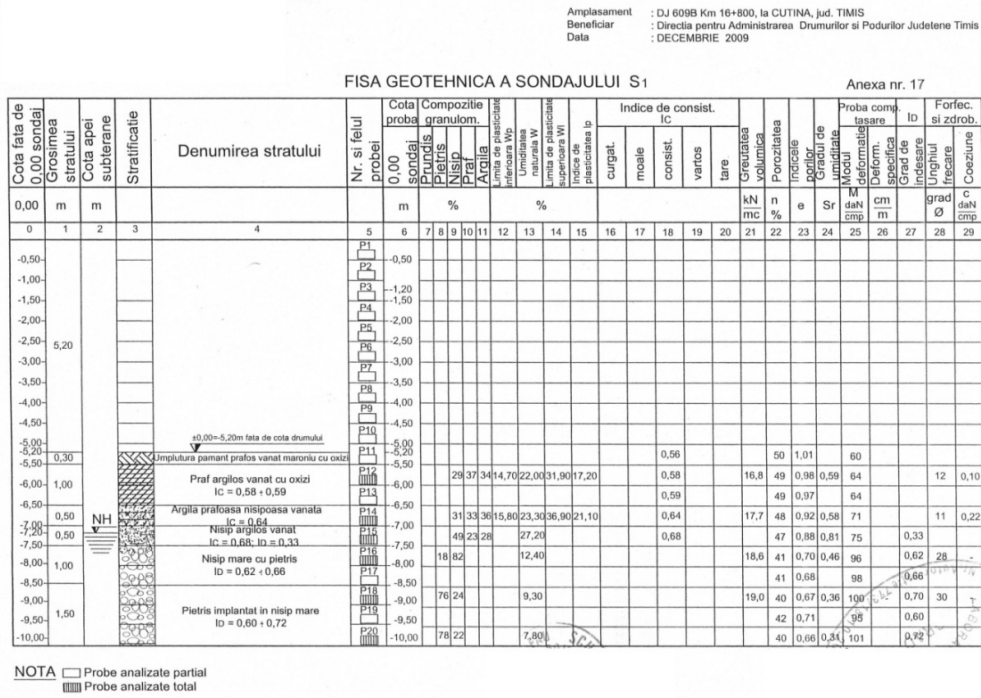 Amplasament : DJ 609B Km 16+800, la CUTINA, jud. TIMIS
Beneficiar : Directia pentru Administrarea Drumurilor si Podurilor Judetene Timis
Data : DECEMBRIE 2009
FISA GEOTEHNICA A SONDAJULUI S1
Anexa nr. 17
Cota fata de 0,00 sondaj
Grosimea stratului
Cota apei subterane
Stratificatie
Denumirea stratului
Nr. si felul probei
Cota proba 0,00 sondaj
Compozitie granulom.
Prundis Pietris Nisip Praf Argila
Limita de plasticitate inferioara Wp
Umiditatea naturala W
Limita de plasticitate superioara Wl
Indice de plasticitatea Ip
Indice de consist. IC
curgat. moale consist. vartos tare
Greutatea volumica
Porozitatea
Indicele porilor
Gradul de umiditate
Proba comp. tasare
Modul deformatie
Deform. specifica
ID
Grad de indesare
Forfec. si zdrob.
Unghiul frecare
Coeziune
0,00 m m m % % kN/mc n % e Sr M daN/cmp cm/m grad Ø c daN/cmp
0 1 2 3 4 5 6 7 8 9 10 11 12 13 14 15 16 17 18 19 20 21 22 23 24 25 26 27 28 29
P1
-0,50 -0,50
P2
-1,00
P3 -1,20
-1,50 -1,50
P4
-2,00 -2,00
P5
-2,50 -2,50
P6
5,20
-3,00 -3,00
P7
-3,50 -3,50
P8
-4,00 -4,00
P9
-4,50 -4,50
P10
-5,00 ±0,00=-5,20m fata de cota drumului -5,00
-5,20 P11 -5,20
0,30 Umplutura pamant prafos vanat maroniu cu oxizi 0,56 50 1,01 60
-5,50 -5,50
P12 29 37 34 14,70 22,00 31,90 17,20 0,58 16,8 49 0,98 0,59 64 12 0,10
1,00 Praf argilos vanat cu oxizi
IC = 0,58 ÷ 0,59
-6,00 -6,00
P13 0,59 49 0,97 64
-6,50 -6,50
0,50 NH Argila prafoasa nisipoasa vanata
IC = 0,64
P14 31 33 36 15,80 23,30 36,90 21,10 0,64 17,7 48 0,92 0,58 71 11 0,22
-7,00 -7,00
-7,20 -7,20
0,50 Nisip argilos vanat
IC = 0,68; ID = 0,33
P15 49 23 28 27,20 0,68 47 0,88 0,81 75 0,33
-7,50 -7,50
P16 18 82 12,40 18,6 41 0,70 0,46 96 0,62 28 -
1,00 Nisip mare cu pietris
ID = 0,62 ÷ 0,66
-8,00 -8,00
P17 41 0,68 98 0,66
-8,50 -8,50
P18 76 24 9,30 19,0 40 0,67 0,36 100 0,70 30
-9,00 -9,00
1,50 Pietris implantat in nisip mare
ID = 0,60 ÷ 0,72
P19 42 0,71 95 0,60
-9,50 -9,50
P20 78 22 7,80 40 0,66 0,31 101 0,72
-10,00 -10,00
NOTA Probe analizate partial
Probe analizate total